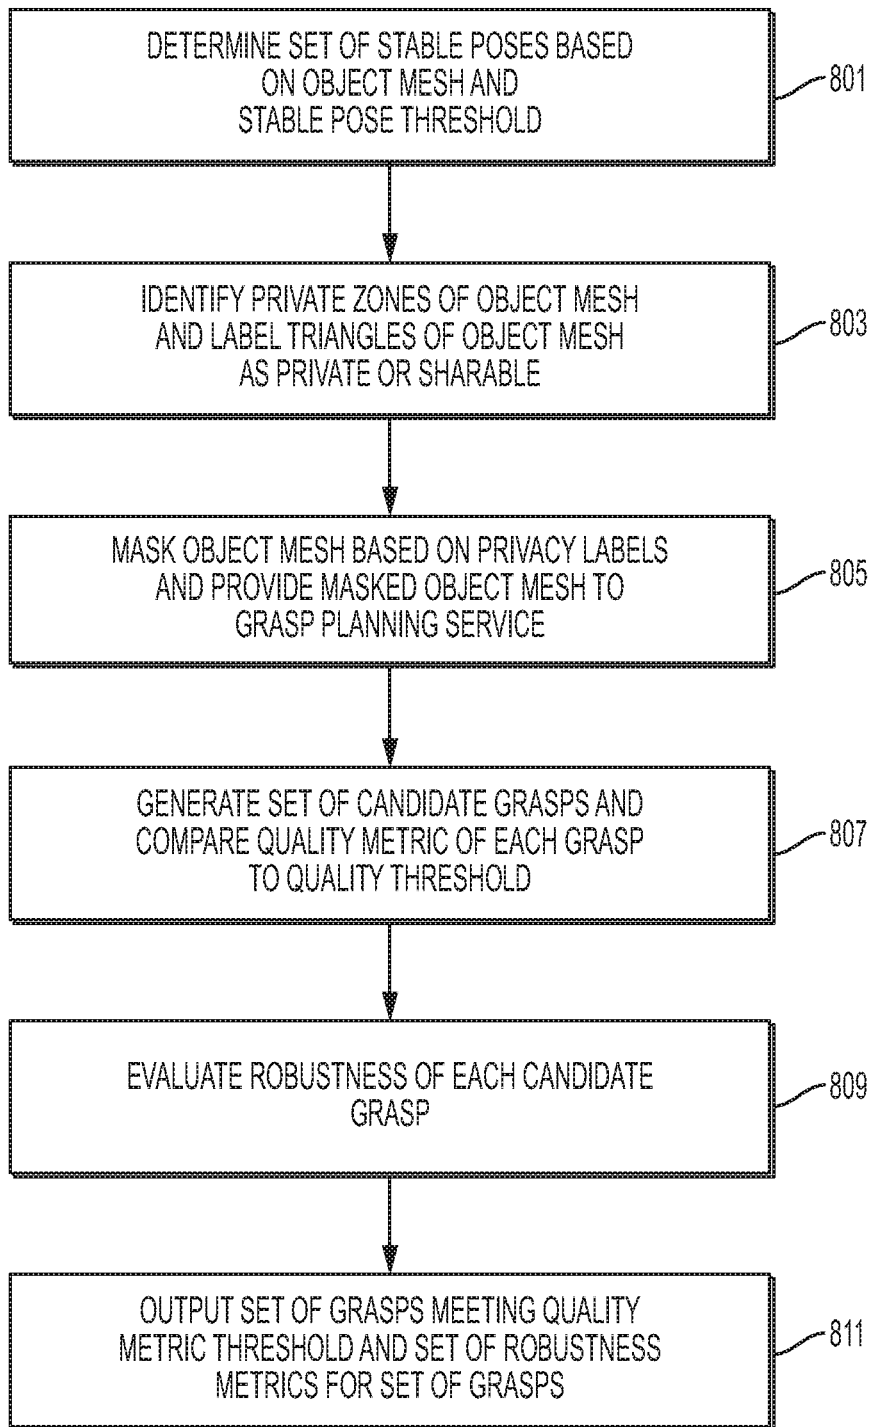 DETERMINE SET OF STABLE POSES BASED
ON OBJECT MESH AND
STABLE POSE THRESHOLD
801
IDENTIFY PRIVATE ZONES OF OBJECT MESH
AND LABEL TRIANGLES OF OBJECT MESH
AS PRIVATE OR SHARABLE
803
MASK OBJECT MESH BASED ON PRIVACY LABELS
AND PROVIDE MASKED OBJECT MESH TO
GRASP PLANNING SERVICE
805
GENERATE SET OF CANDIDATE GRASPS AND
COMPARE QUALITY METRIC OF EACH GRASP
TO QUALITY THRESHOLD
807
EVALUATE ROBUSTNESS OF EACH CANDIDATE
GRASP
809
OUTPUT SET OF GRASPS MEETING QUALITY
METRIC THRESHOLD AND SET OF ROBUSTNESS
METRICS FOR SET OF GRASPS
811